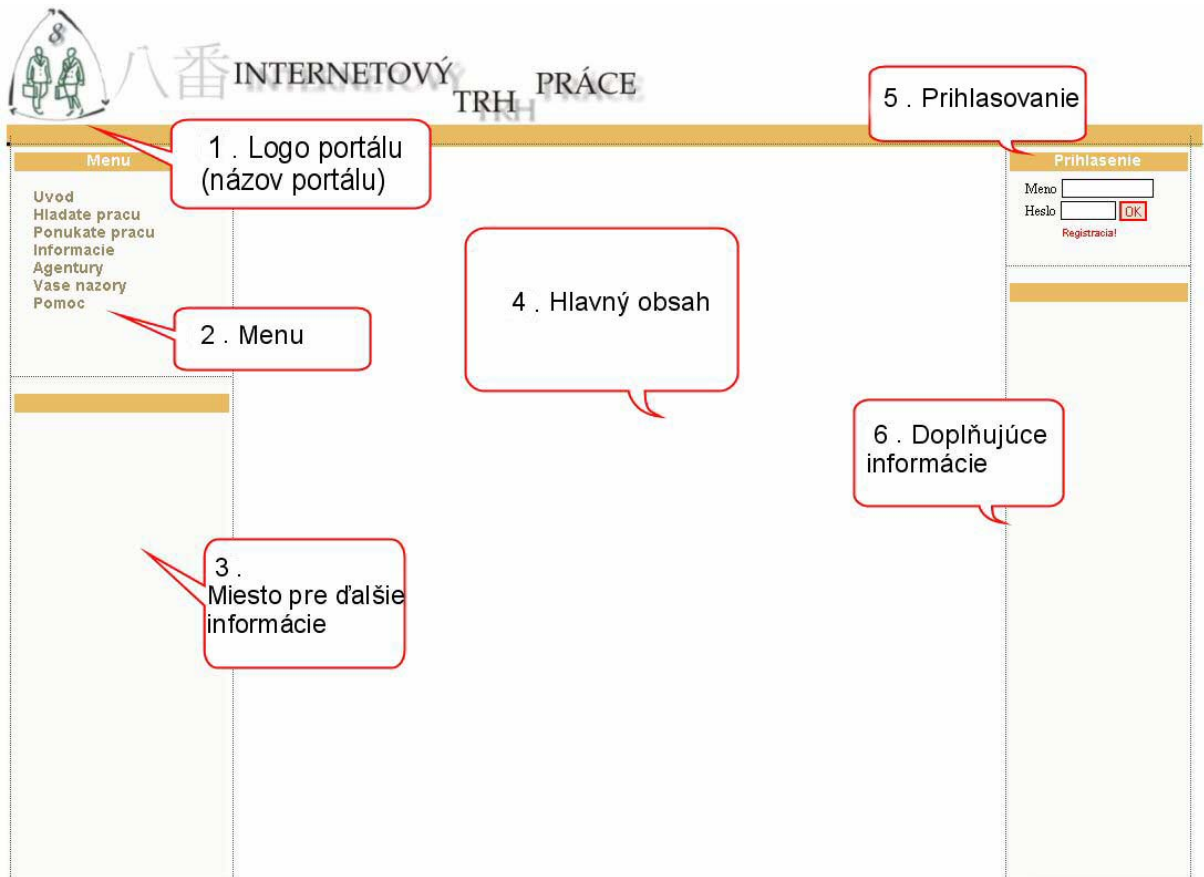 8
八番 INTERNETOVÝ TRH PRÁCE
5 . Prihlasovanie
1 . Logo portálu
(názov portálu)
Menu
Uvod
Hladate pracu
Ponukate pracu
Informacie
Agentury
Vase nazory
Pomoc
2 . Menu
3 .
Miesto pre ďalšie
informácie
4 . Hlavný obsah
Prihlasenie
Meno
Heslo OK
Registracia!
6 . Doplňujúce
informácie